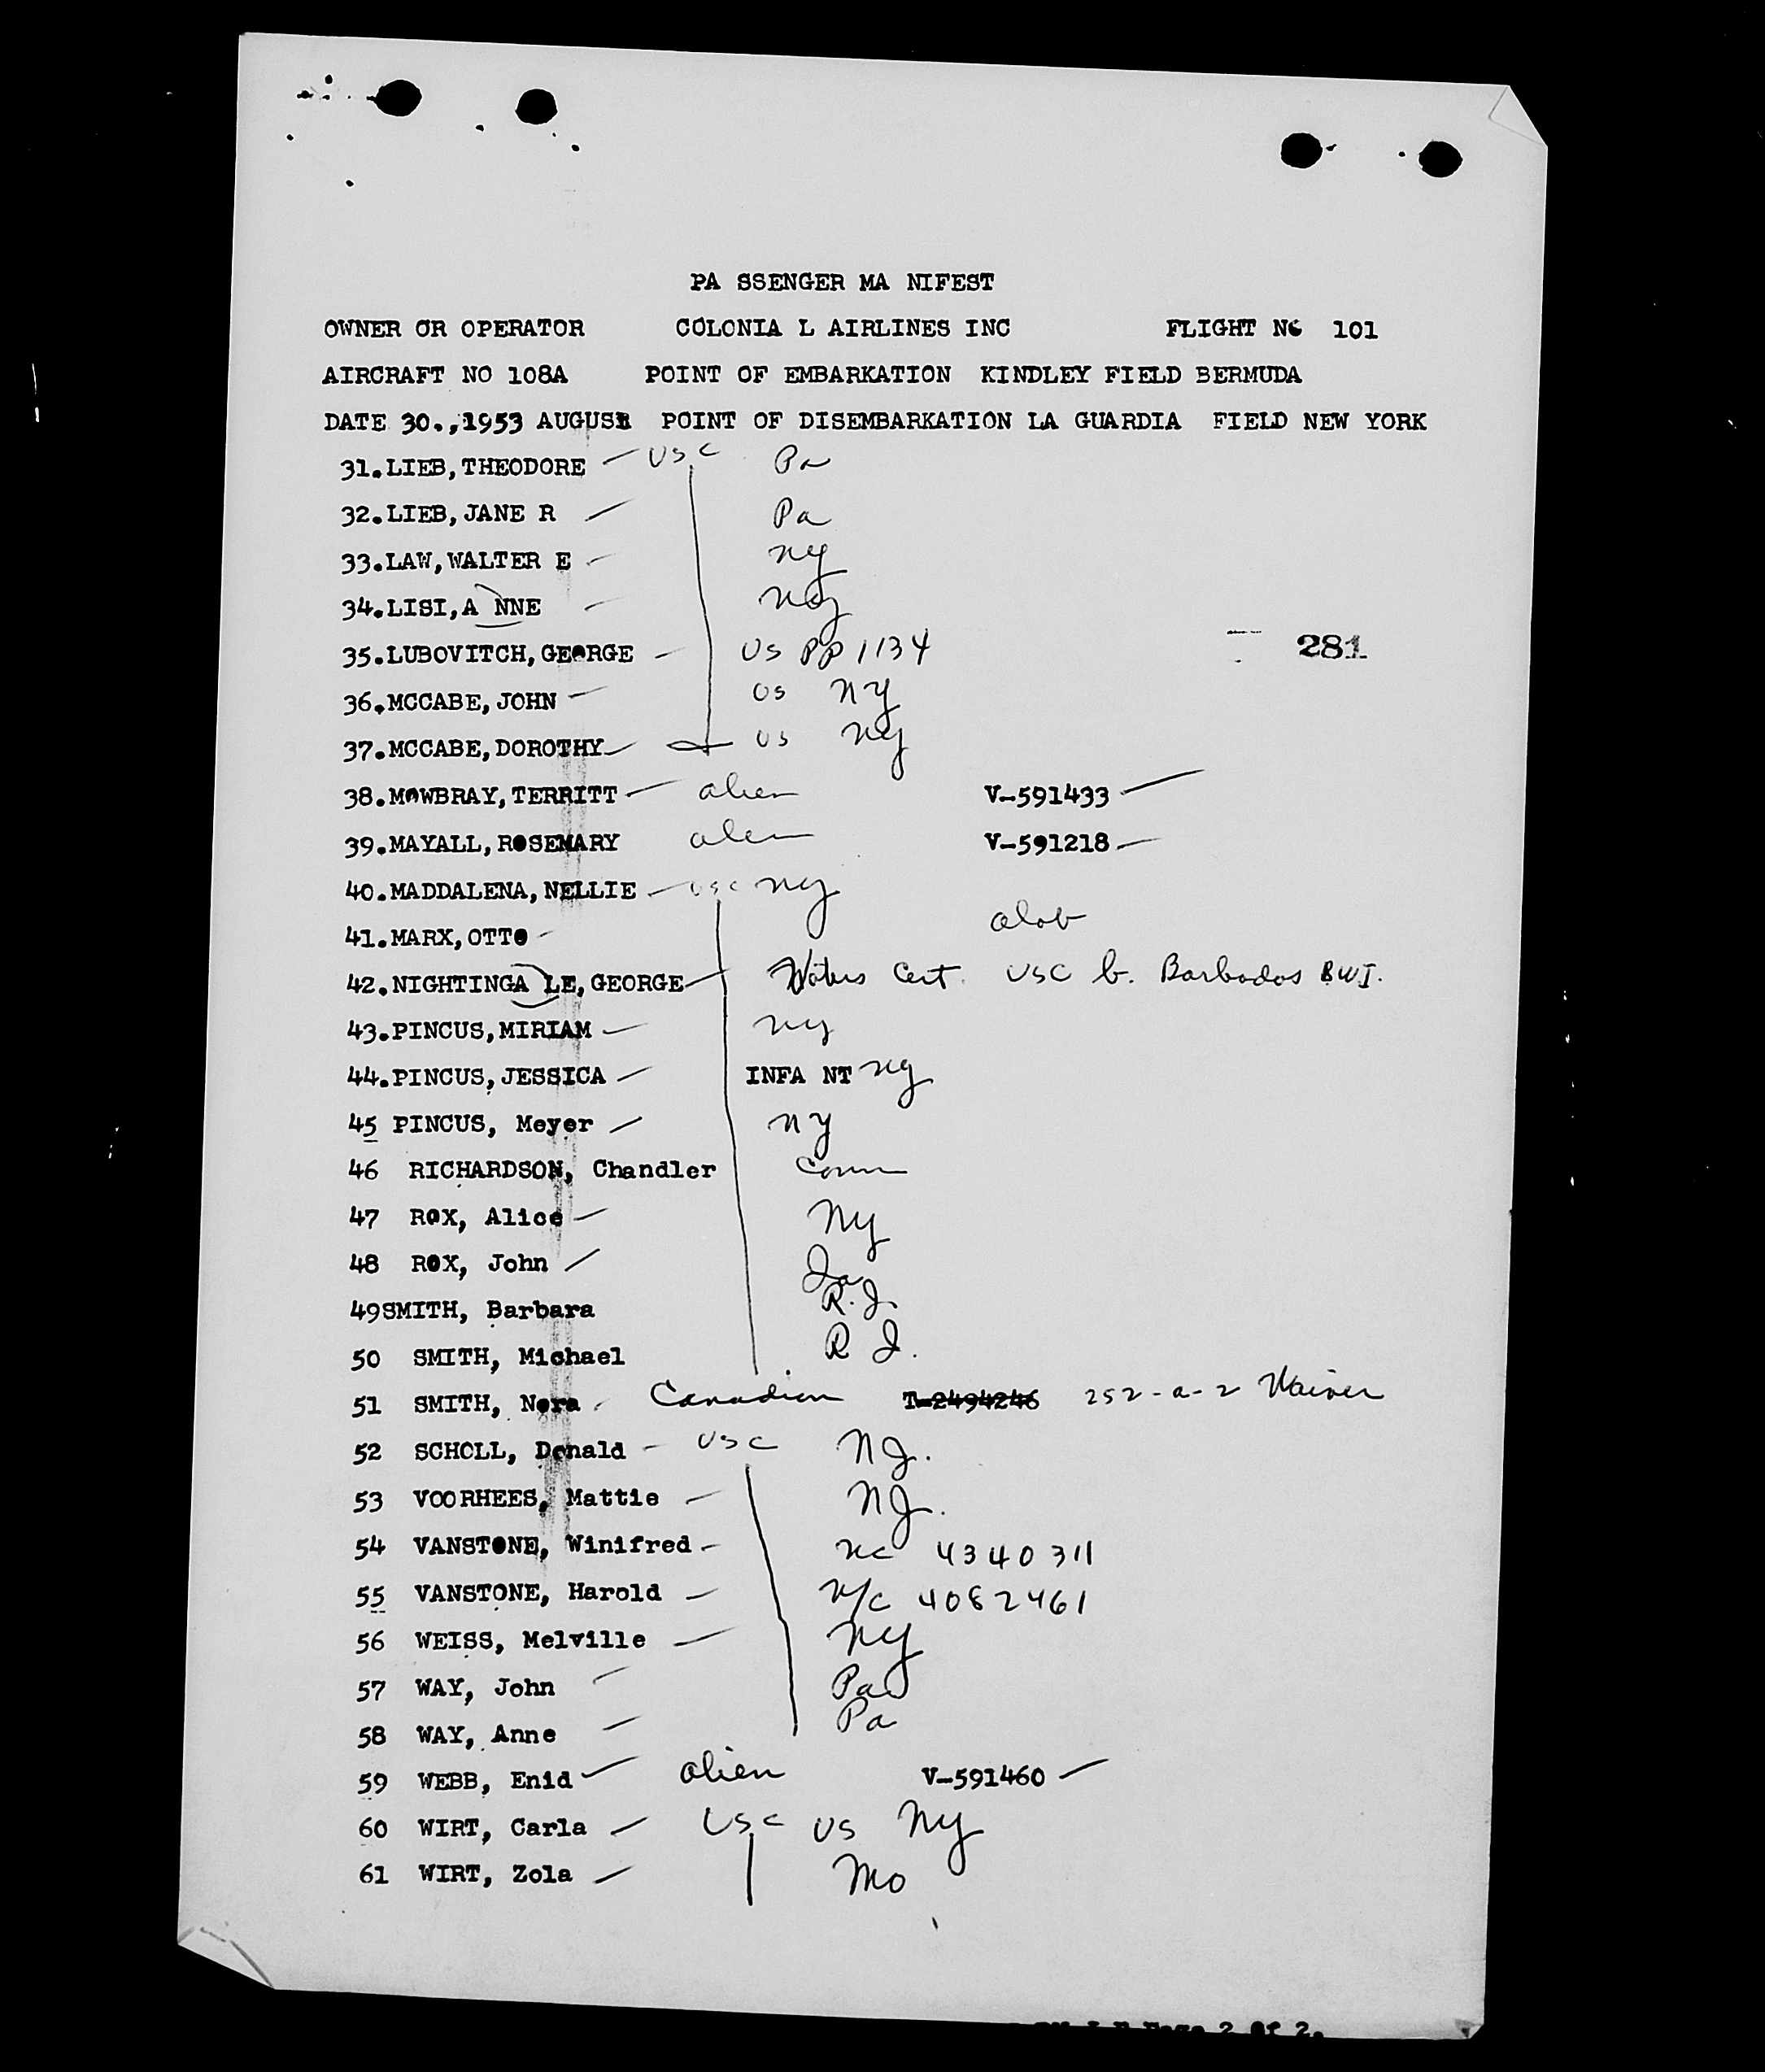 PA SSENGER MA NIFEST
OWNER OR OPERATOR COLONIA L AIRLINES INC FLIGHT NO 101
AIRCRAFT NO 108A POINT OF EMBARKATION KINDLEY FIELD BERMUDA
DATE 30.,1953 AUGUST POINT OF DISEMBARKATION LA GUARDIA FIELD NEW YORK
31.LIEB,THEODORE USC Pa
32.LIEB,JANE R Pa
33.LAW,WALTER E NY
34.LISI,A NNE
35.LUBOVITCH,GEORGE US PP 1134
281
36.MCCABE,JOHN US NY
37.MCCABE,DOROTHY US NY
38.MOWBRAY,TERRITT alien V-591433
39.MAYALL,ROSEMARY alien V-591218
40.MADDALENA,NELLIE USC NY
41.MARX,OTTO
42.NIGHTINGA LE,GEORGE Cert. USC b. Barbados BWI.
43.PINCUS,MIRIAM NY
44.PINCUS,JESSICA INFA NT NY
45 PINCUS, Meyer NY
46 RICHARDSON, Chandler Conn
47 ROX, Alice NY
48 ROX, John Ia
49SMITH, Barbara R.I.
50 SMITH, Michael R I.
51 SMITH, Nora Canadian T-2494246 252-a-2 Waiver
52 SCHOLL, Donald USC NJ.
53 VOORHEES, Mattie NJ.
54 VANSTONE, Winifred NC 4340311
55 VANSTONE, Harold N/C 4082461
56 WEISS, Melville NY
57 WAY, John Pa
58 WAY, Anne Pa
59 WEBB, Enid alien V-591460
60 WIRT, Carla USC US NY
61 WIRT, Zola Mo
Page 2 of 2.